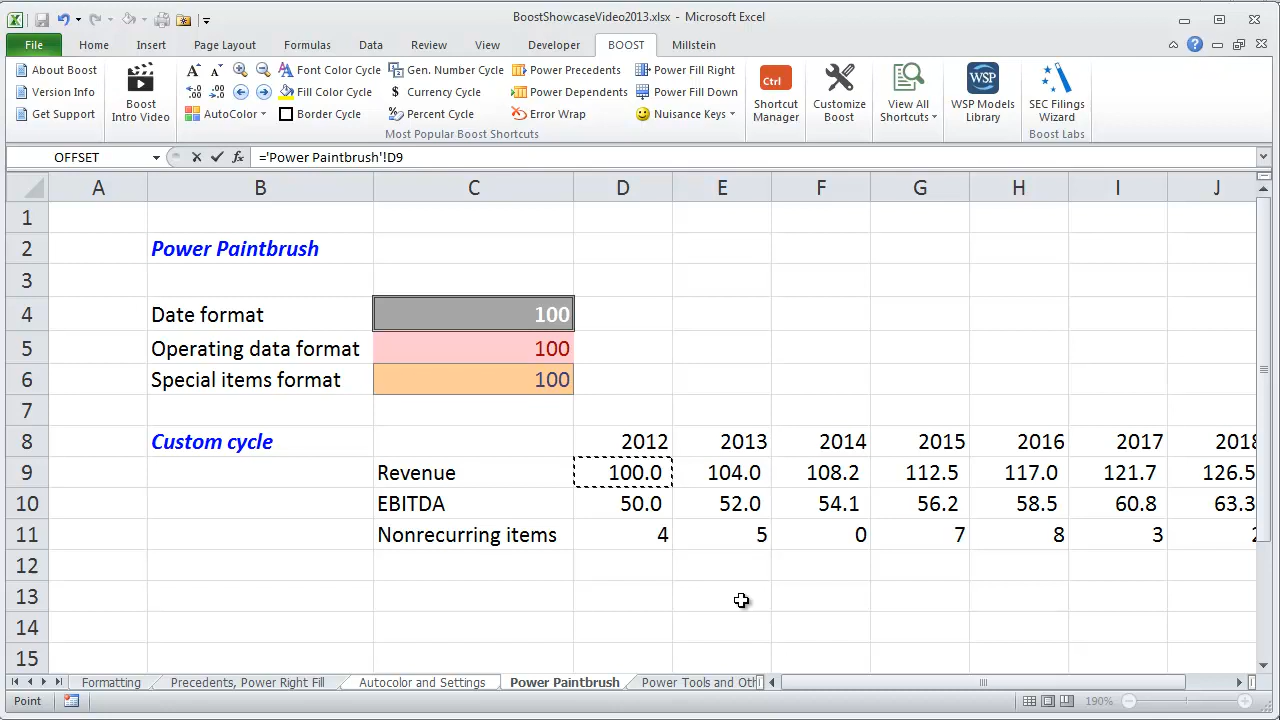 BoostShowcaseVideo2013.xlsx - Microsoft Excel
File Home Insert Page Layout Formulas Data Review View Developer BOOST Millstein
About Boost
Version Info
Get Support
Boost
Intro Video
Font Color Cycle Gen. Number Cycle Power Precedents Power Fill Right
Fill Color Cycle $ Currency Cycle Power Dependents Power Fill Down
AutoColor Border Cycle % Percent Cycle Error Wrap Nuisance Keys
Most Popular Boost Shortcuts
Ctrl
Shortcut
Manager
Customize
Boost
View All
Shortcuts
WSP
WSP Models
Library
SEC Filings
Wizard
Boost Labs
OFFSET fx ='Power Paintbrush'!D9
A B C D E F G H I J
1
2 Power Paintbrush
3
4 Date format 100
5 Operating data format 100
6 Special items format 100
7
8 Custom cycle 2012 2013 2014 2015 2016 2017 2018
9 Revenue 100.0 104.0 108.2 112.5 117.0 121.7 126.5
10 EBITDA 50.0 52.0 54.1 56.2 58.5 60.8 63.3
11 Nonrecurring items 4 5 0 7 8 3
12
13
14
15
Formatting Precedents, Power Right Fill Autocolor and Settings Power Paintbrush Power Tools and Oth
Point 190%